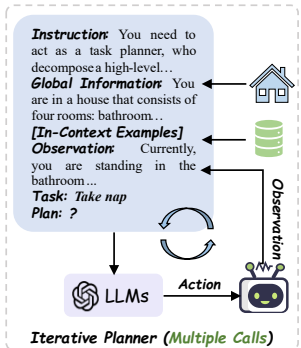 Instruction: You need to
act as a task planner, who
decompose a high-level...
Global Information: You
are in a house that consists of
four rooms: bathroom...
[In-Context Examples]
Observation: Currently,
you are standing in the
bathroom...
Task: Take nap
Plan: ?
Observation
LLMs
Action
Iterative Planner (Multiple Calls)